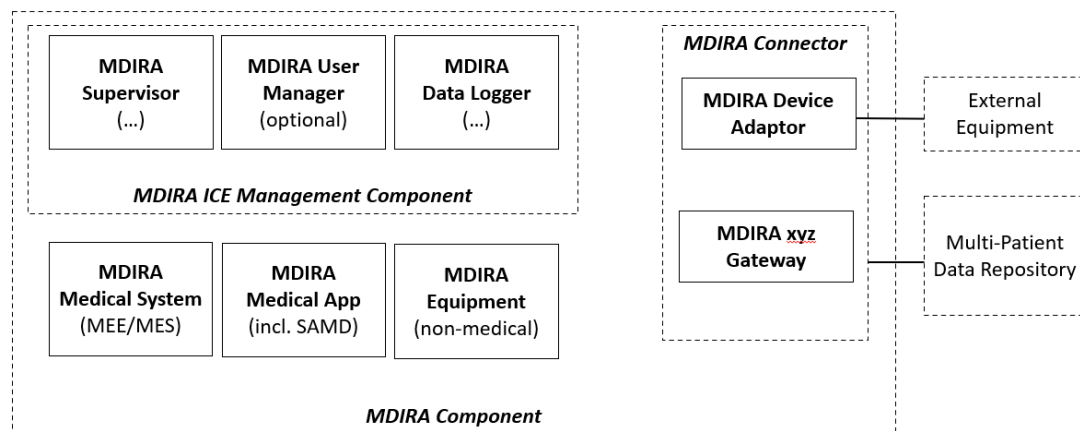 MDIRA
Supervisor
(...)
MDIRA User
Manager
(optional)
MDIRA
Data Logger
(...)
MDIRA ICE Management Component
MDIRA Connector
MDIRA Device
Adaptor
External
Equipment
MDIRA xyz
Gateway
Multi-Patient
Data Repository
MDIRA
Medical System
(MEE/MES)
MDIRA
Medical App
(incl. SAMD)
MDIRA
Equipment
(non-medical)
MDIRA Component